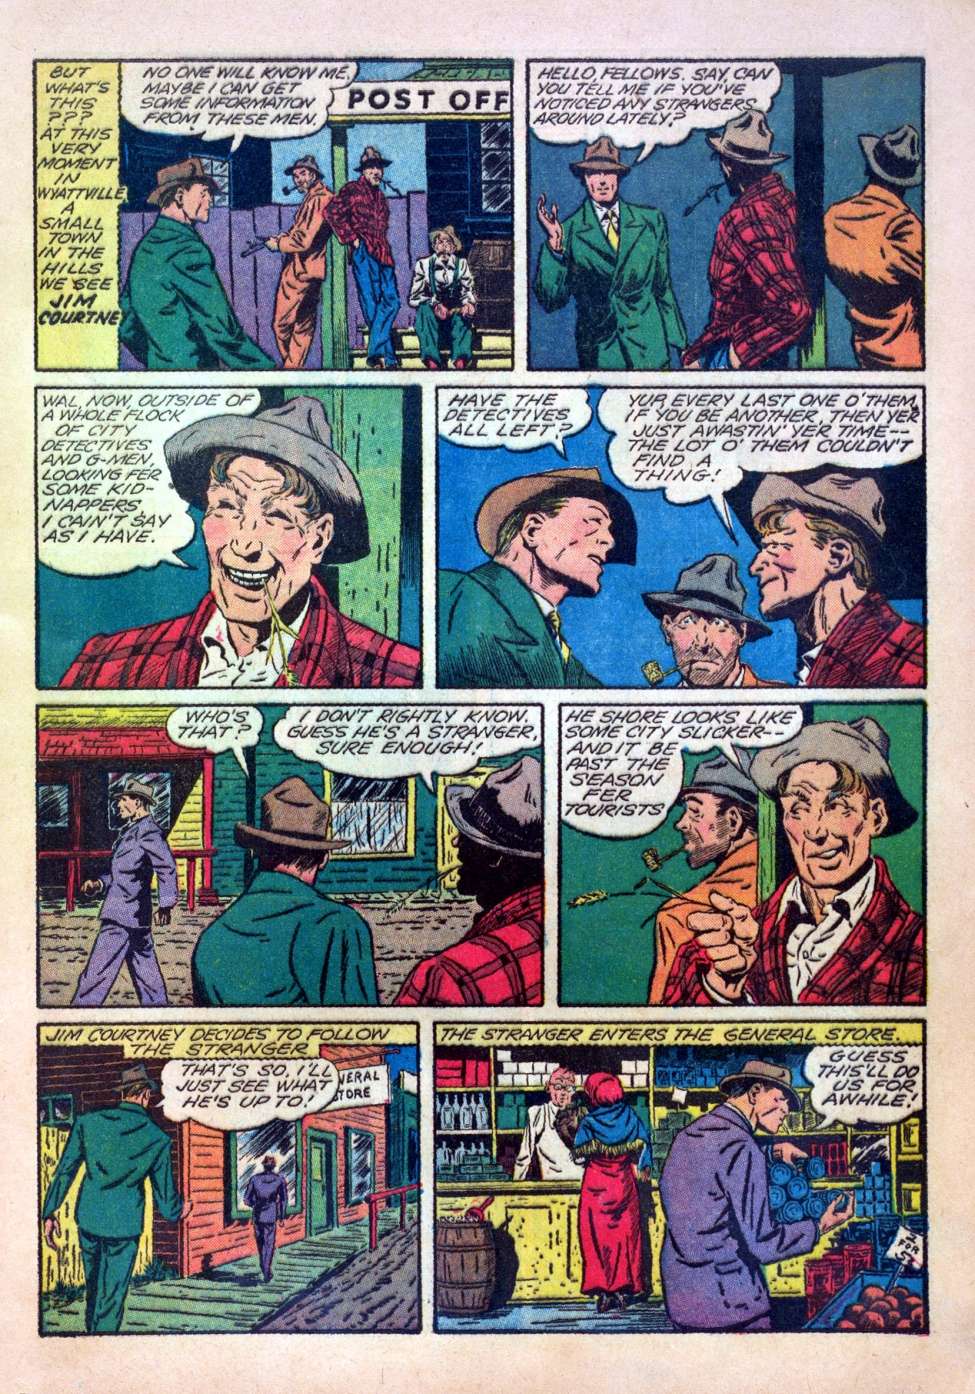 BUT
WHAT'S
THIS
???
AT THIS
VERY
MOMENT
IN
WYATTVILLE
A
SMALL
TOWN
IN THE
HILLS
WE SEE
JIM
COURTNEY
NO ONE WILL KNOW ME,
MAYBE I CAN GET
SOME INFORMATION
FROM THESE MEN.
POST OFF
HELLO, FELLOWS. SAY, CAN
YOU TELL ME IF YOU'VE
NOTICED ANY STRANGERS
AROUND LATELY?
WAL, NOW, OUTSIDE OF
A WHOLE FLOCK
OF CITY
DETECTIVES
AND G-MEN,
LOOKING FER
SOME KID-
NAPPERS,
I CAIN'T SAY
AS I HAVE.
HAVE THE
DETECTIVES
ALL LEFT?
YUP, EVERY LAST ONE O'THEM,
IF YOU BE ANOTHER, THEN YER
JUST AWASTIN' YER TIME--
THE LOT O' THEM COULDN'T
FIND A
THING!
WHO'S
THAT?
I DON'T RIGHTLY KNOW.
GUESS HE'S A STRANGER,
SURE ENOUGH!
HE SHORE LOOKS LIKE
SOME CITY SLICKER--
AND IT BE
PAST THE
SEASON
FER
TOURISTS
JIM COURTNEY DECIDES TO FOLLOW
THE STRANGER
THAT'S SO, I'LL
JUST SEE WHAT
HE'S UP TO!
NERAL
STORE
THE STRANGER ENTERS THE GENERAL STORE.
GUESS
THIS'LL DO
US FOR
AWHILE!
2
FOR
5¢